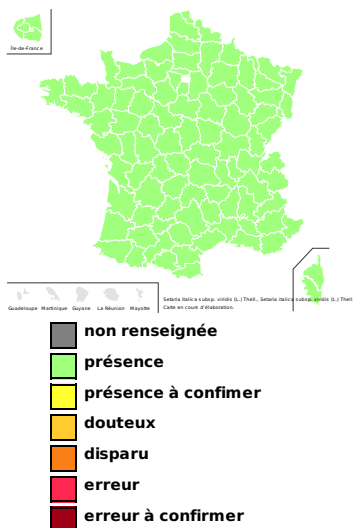 Île-de-France
Guadeloupe Martinique Guyane La Réunion Mayotte
Setaria italica subsp. viridis (L.) Thell., Setaria italica subsp. viridis (L.) Thell
Carte en cours d'élaboration.
non renseignée
présence
présence à confimer
douteux
disparu
erreur
erreur à confirmer